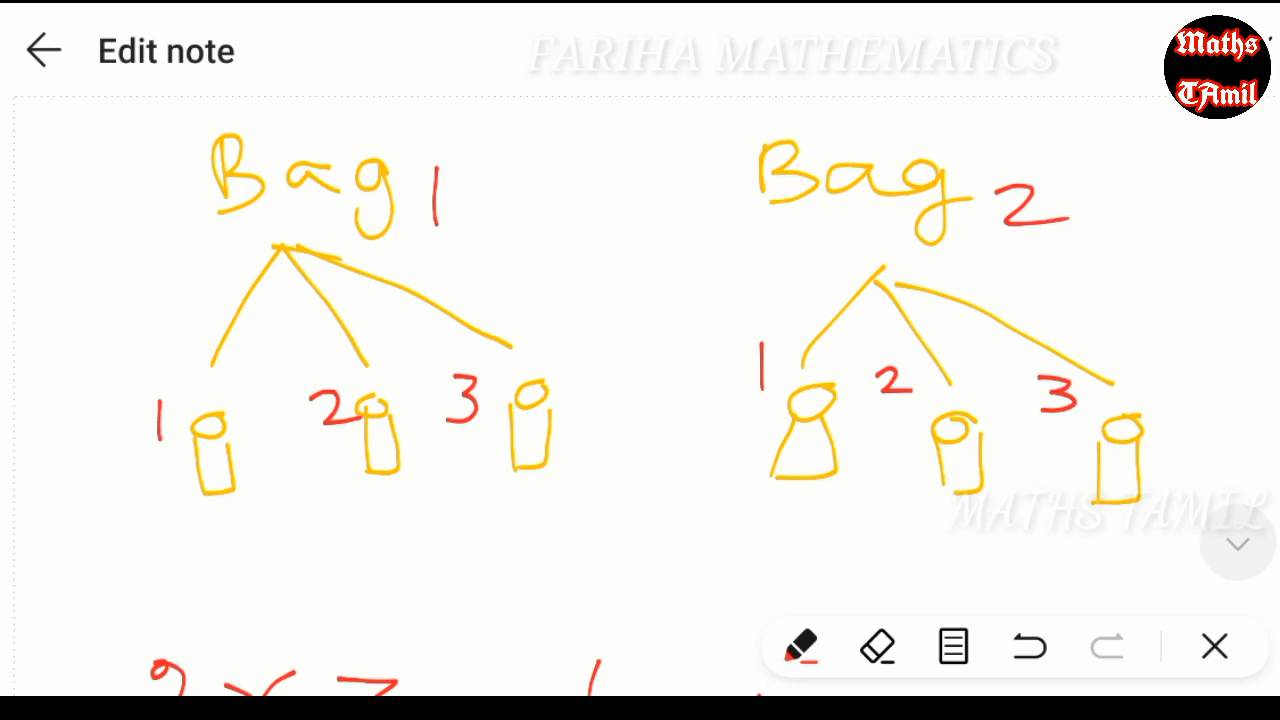 Edit note
FARIHA MATHEMATICS
Maths
TAmil
Bag 1
Bag 2
1 2 3
1 2 3
MATHS TAMIL